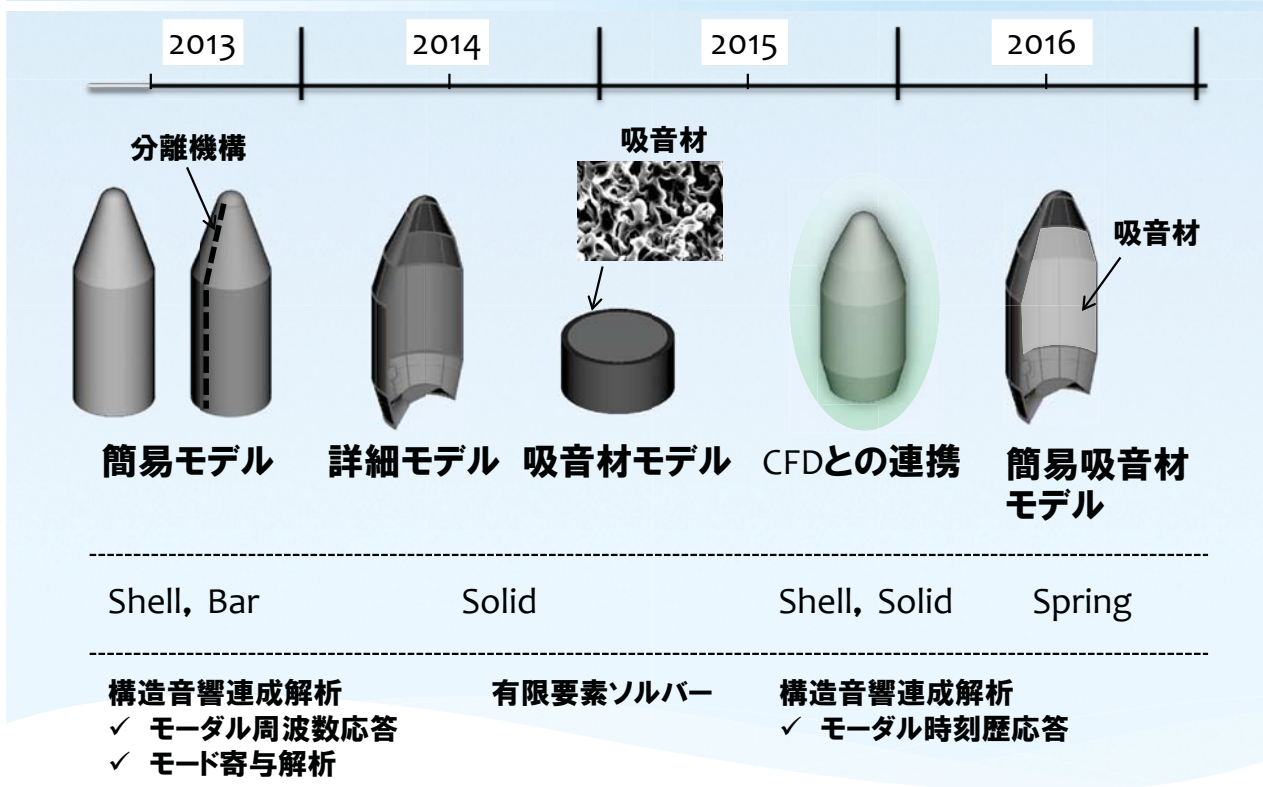 2013 2014 2015 2016
分離機構
吸音材
吸音材
簡易モデル 詳細モデル 吸音材モデル CFDとの連携 簡易吸音材
モデル
Shell, Bar Solid Shell, Solid Spring
構造音響連成解析 有限要素ソルバー 構造音響連成解析
✓ モーダル周波数応答 ✓ モーダル時刻歴応答
✓ モード寄与解析